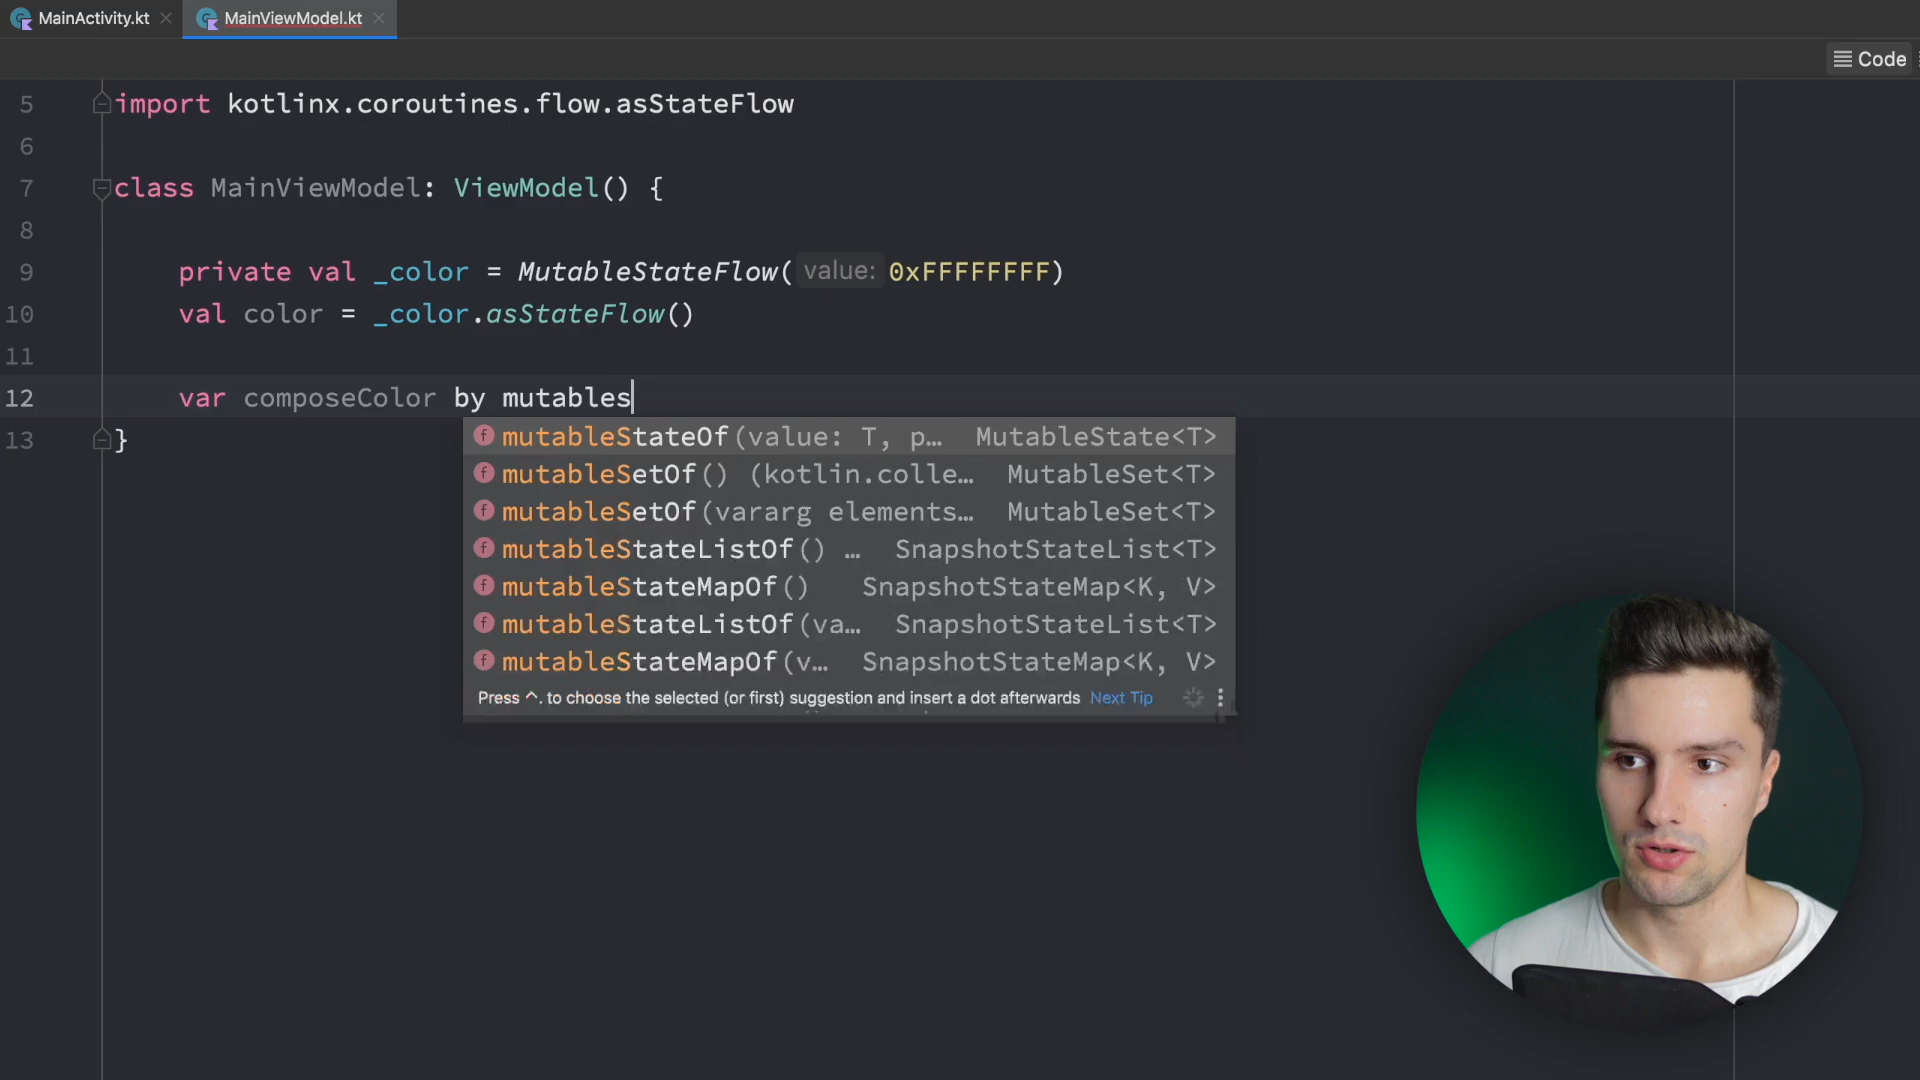 MainActivity.kt
MainViewModel.kt
Code
5 import kotlinx.coroutines.flow.asStateFlow
6
7 class MainViewModel: ViewModel() {
8
9 private val _color = MutableStateFlow( value: 0xFFFFFFFF)
10 val color = _color.asStateFlow()
11
12 var composeColor by mutables
13 }
f mutableStateOf(value: T, p… MutableState<T>
f mutableSetOf() (kotlin.colle… MutableSet<T>
f mutableSetOf(vararg elements… MutableSet<T>
f mutableStateListOf() … SnapshotStateList<T>
f mutableStateMapOf() SnapshotStateMap<K, V>
f mutableStateListOf(va… SnapshotStateList<T>
f mutableStateMapOf(v… SnapshotStateMap<K, V>
Press ^. to choose the selected (or first) suggestion and insert a dot afterwards Next Tip